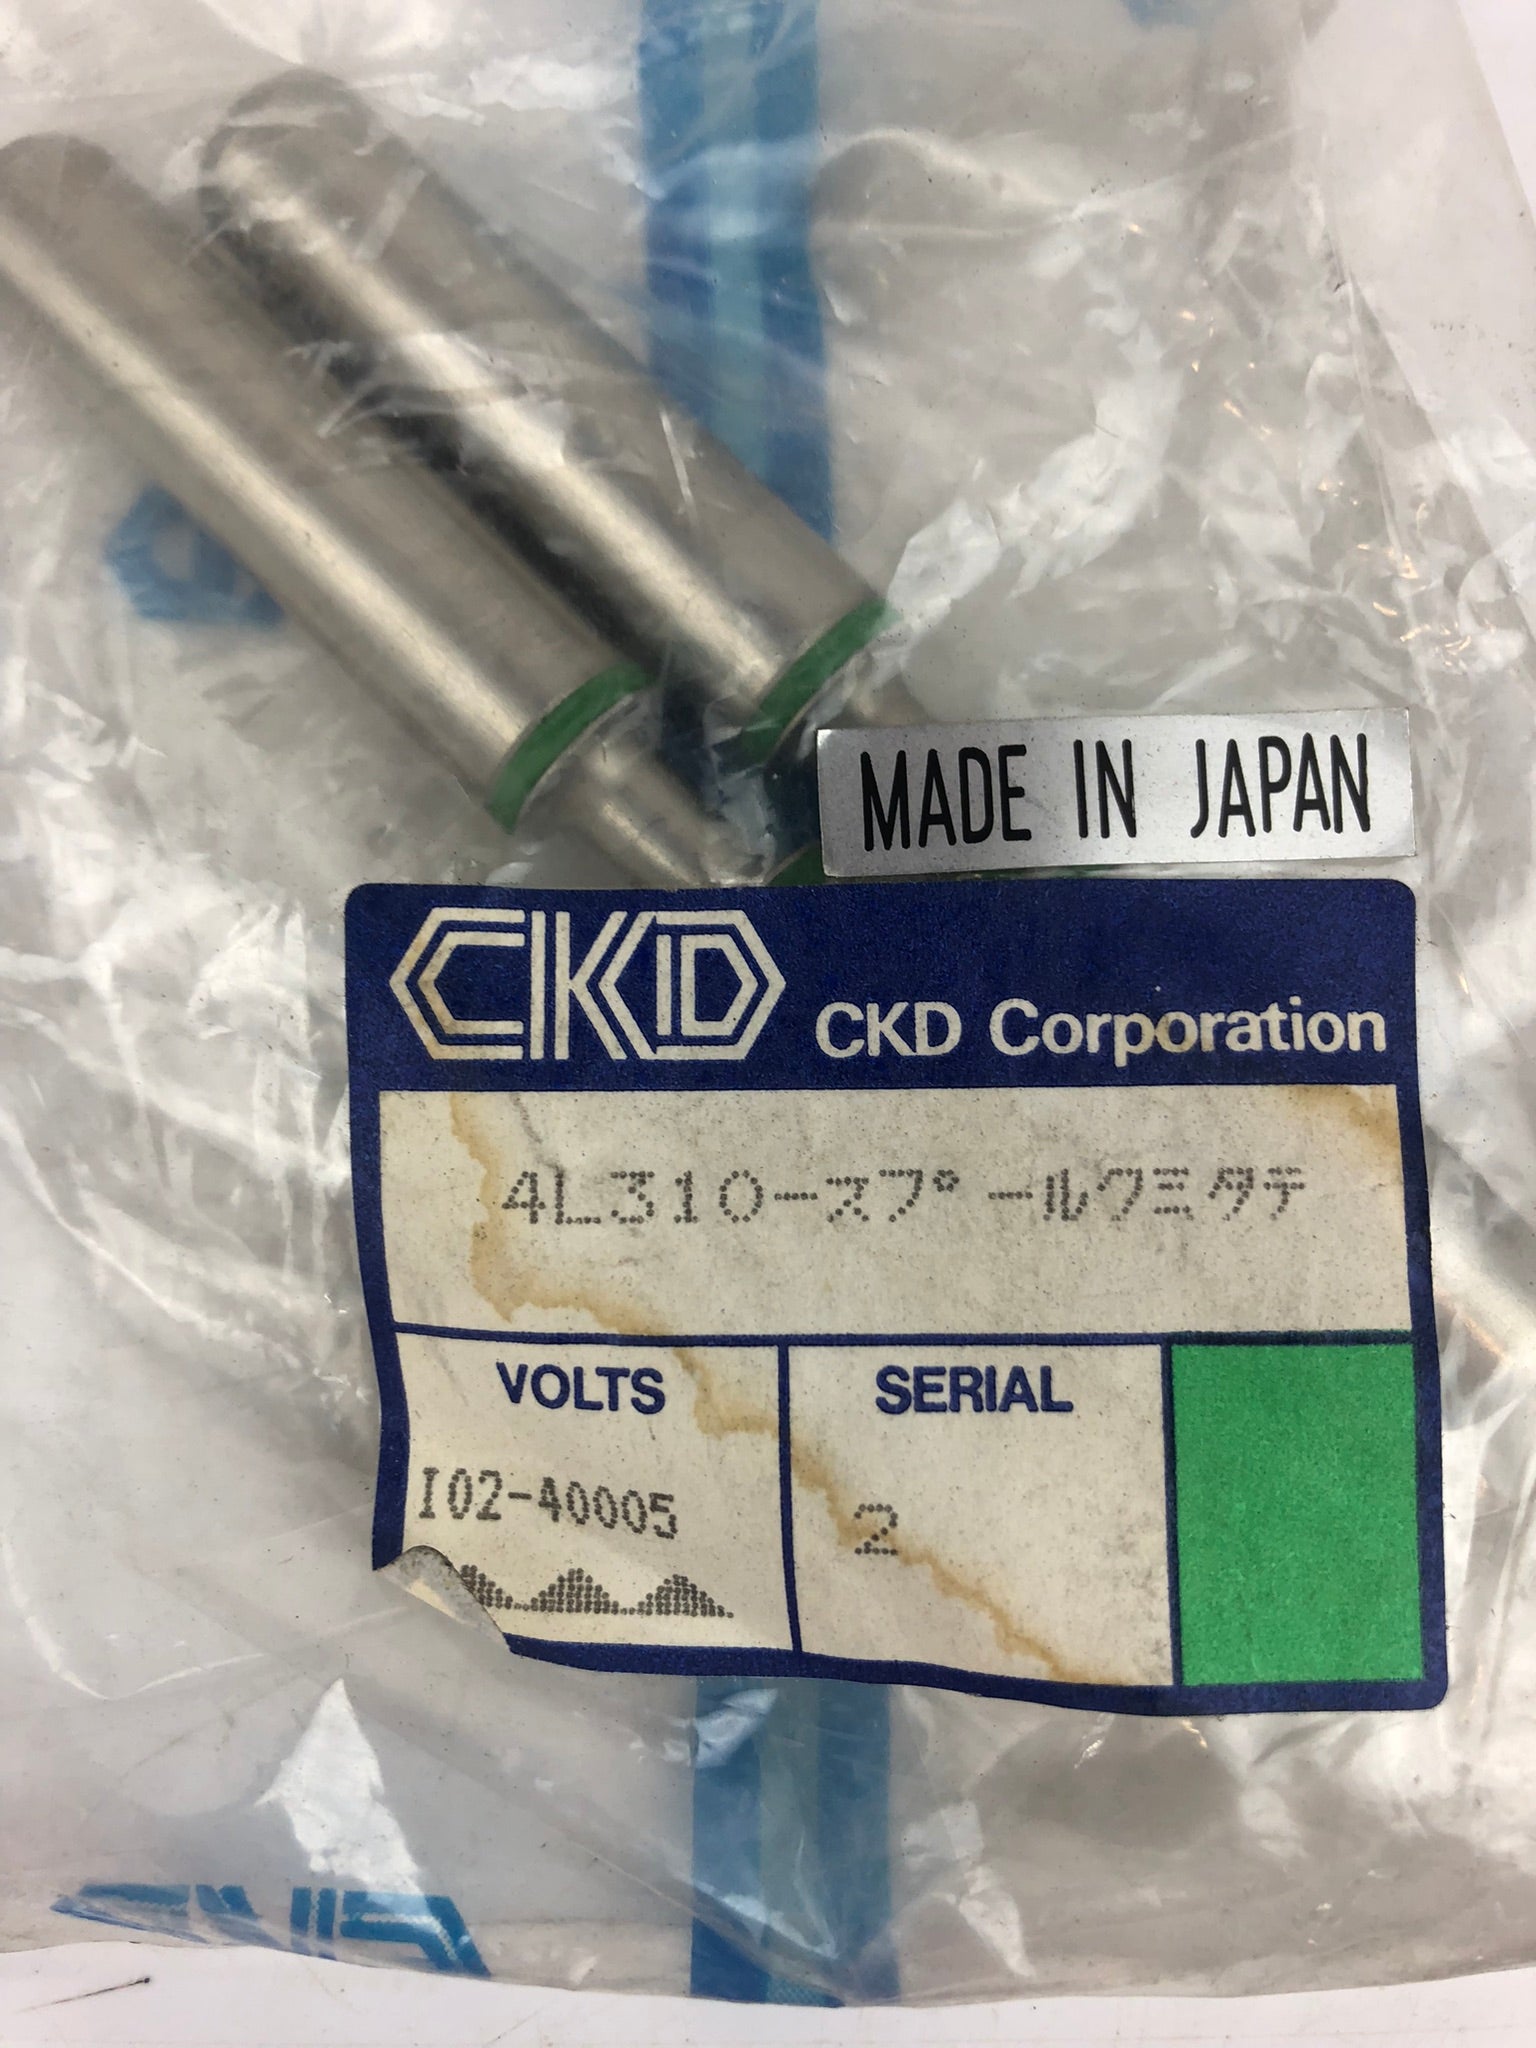 MADE IN JAPAN
CKD CKD Corporation
4L310-スプールクミタテ
VOLTS
I02-40005
SERIAL
2